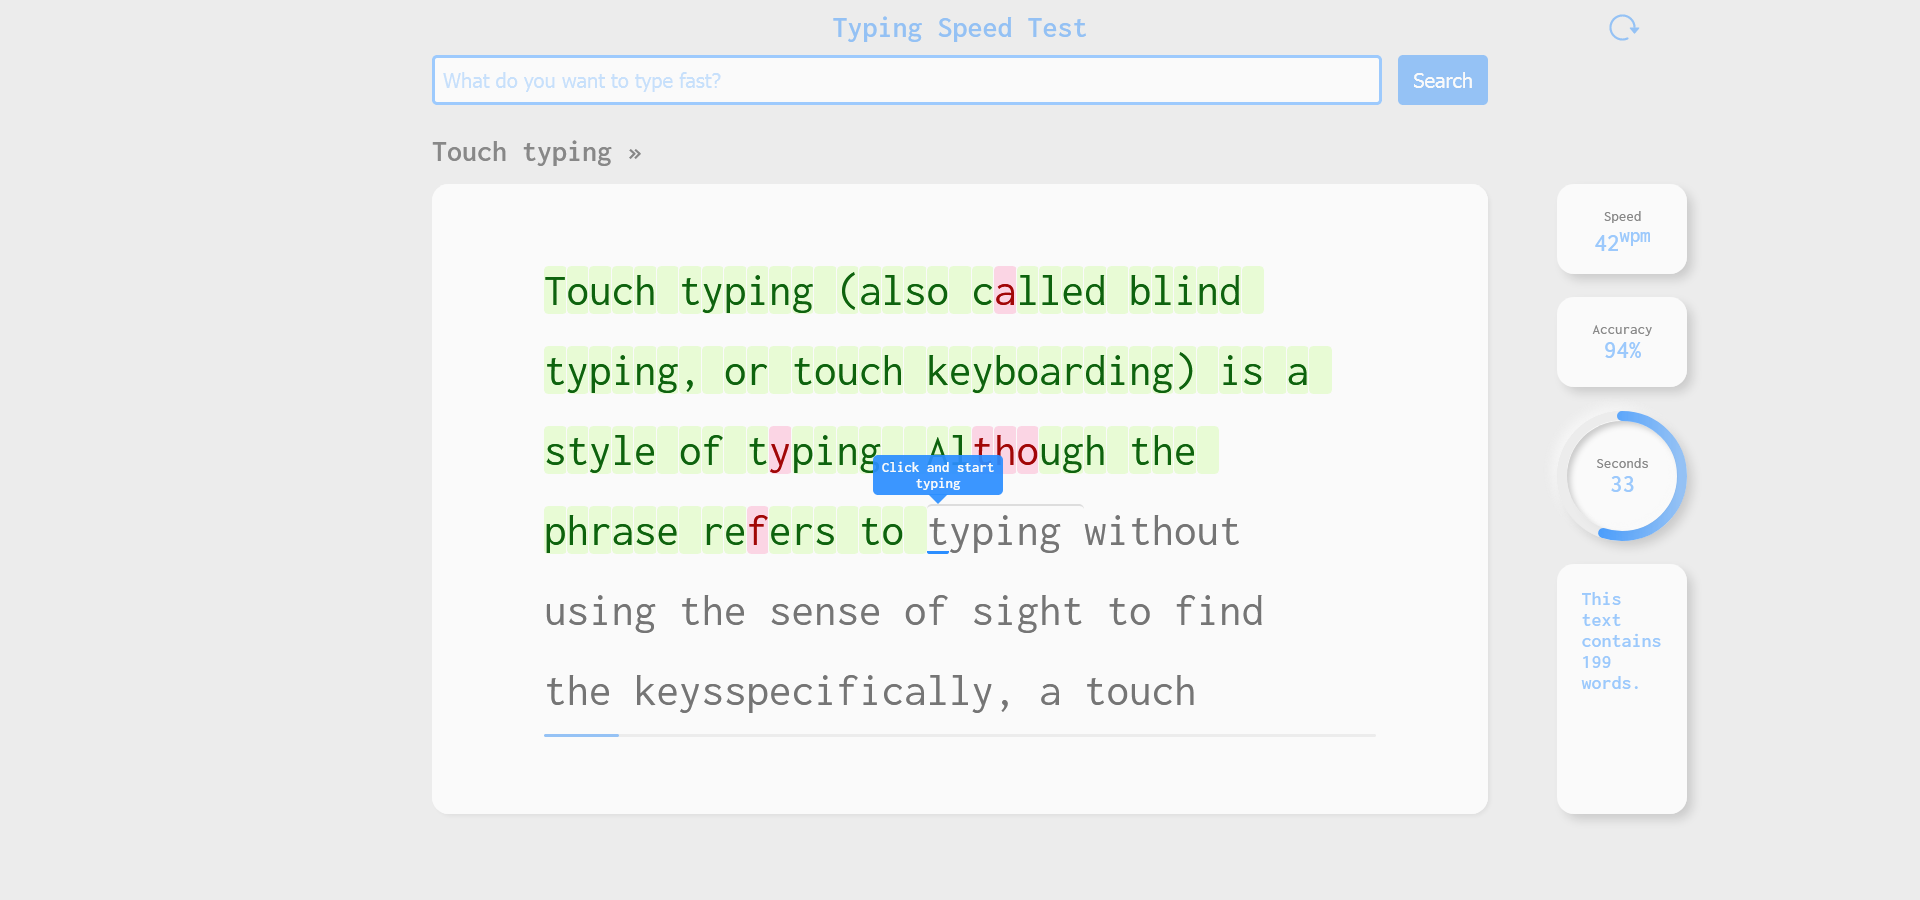 Typing Speed Test
What do you want to type fast?
Search
Touch typing »
Touch typing (also called blind
typing, or touch keyboarding) is a
style of typing. Although the
Click and start
typing
phrase refers to typing without
using the sense of sight to find
the keysspecifically, a touch
Speed
42wpm
Accuracy
94%
Seconds
33
This
text
contains
199
words.